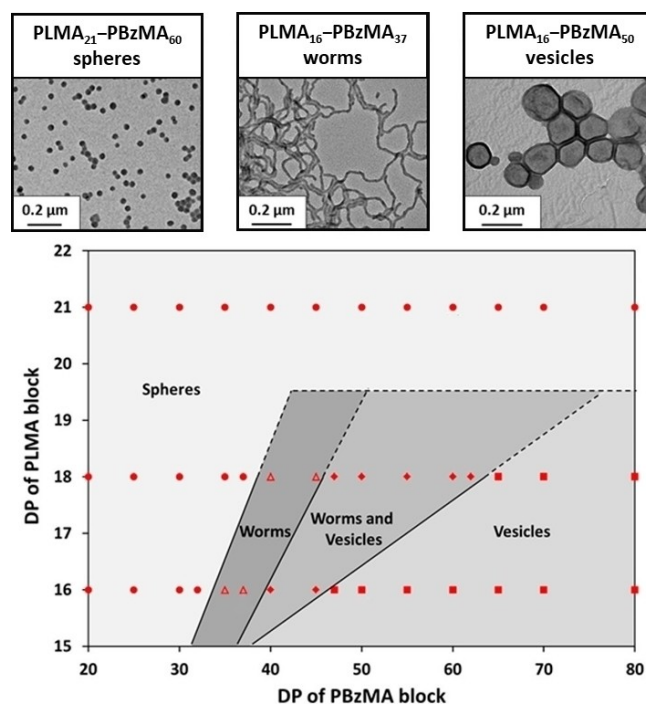 PLMA₂₁–PBzMA₆₀
spheres
PLMA₁₆–PBzMA₃₇
worms
PLMA₁₆–PBzMA₅₀
vesicles
0.2 µm
0.2 µm
0.2 µm
22
21
20
19
18
17
16
15
DP of PLMA block
Spheres
Worms
Worms and
Vesicles
Vesicles
20
30
40
50
60
70
80
DP of PBzMA block